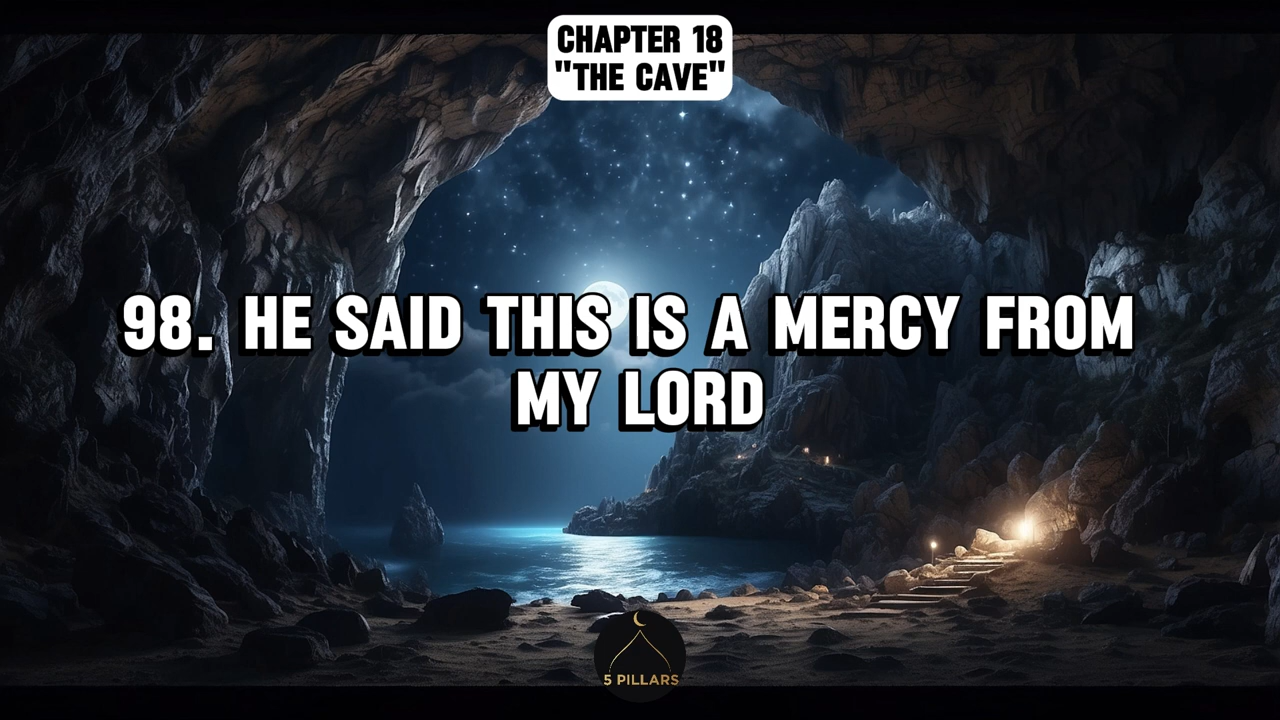 CHAPTER 18
"THE CAVE"
98. HE SAID THIS IS A MERCY FROM
MY LORD
5 PILLARS